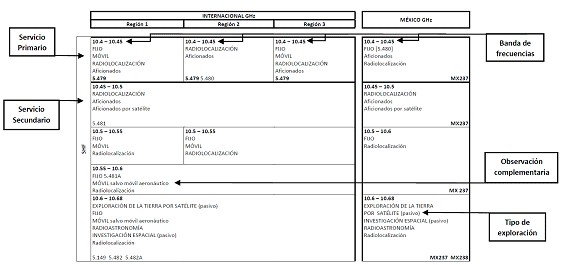 INTERNACIONAL GHz
MÉXICO GHz
Región 1
Región 2
Región 3
Servicio
Primario
Banda de
frecuencias
Servicio
Secundario
Observación
complementaria
Tipo de
exploración
SHF
10.4 – 10.45
FIJO
MÓVIL
RADIOLOCALIZACIÓN
Aficionados
5.479
10.4 – 10.45
RADIOLOCALIZACIÓN
Aficionados
5.479 5.480
10.4 – 10.45
FIJO
MÓVIL
RADIOLOCALIZACIÓN
Aficionados
5.479
10.4 – 10.45
FIJO [5.480]
Aficionados
Radiolocalización
MX237
10.45 – 10.5
RADIOLOCALIZACIÓN
Aficionados
Aficionados por satélite
5.481
10.45 – 10.5
RADIOLOCALIZACIÓN
Aficionados
Aficionados por satélite
MX237
10.5 – 10.55
FIJO
MÓVIL
Radiolocalización
10.5 – 10.55
FIJO
MÓVIL
RADIOLOCALIZACIÓN
10.5 – 10.6
FIJO
Radiolocalización
MX 237
10.55 – 10.6
FIJO 5.481A
MÓVIL salvo móvil aeronáutico
Radiolocalización
10.6 – 10.68
EXPLORACIÓN DE LA TIERRA POR SATÉLITE (pasivo)
FIJO
MÓVIL salvo móvil aeronáutico
RADIOASTRONOMÍA
INVESTIGACIÓN ESPACIAL (pasivo)
Radiolocalización
5.149 5.482 5.482A
10.6 – 10.68
EXPLORACIÓN DE LA TIERRA
POR SATÉLITE (pasivo)
INVESTIGACIÓN ESPACIAL (pasivo)
RADIOASTRONOMÍA
Radiolocalización
MX237 MX238